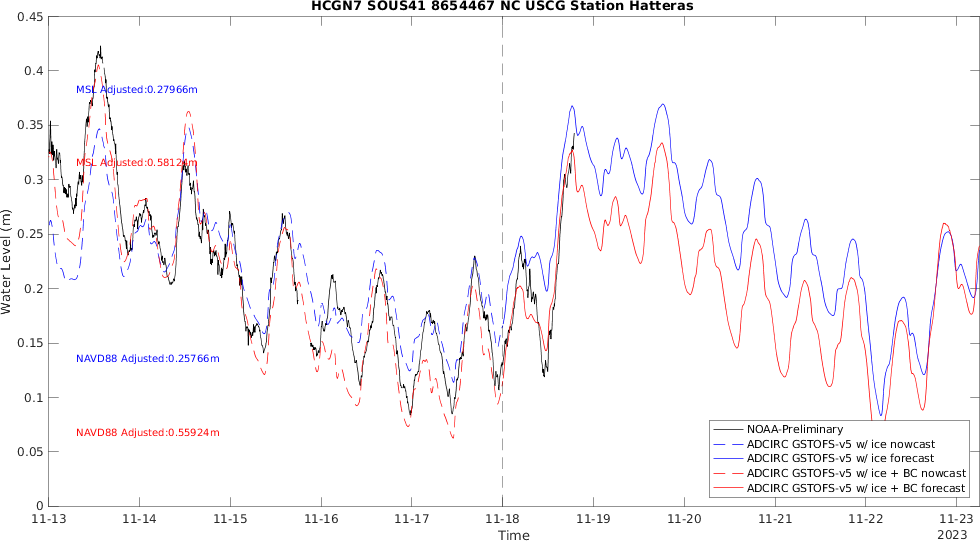 HCGN7 SOUS41 8654467 NC USCG Station Hatteras
0.45
0.4
0.35
0.3
0.25
0.2
0.15
0.1
0.05
0
Water Level (m)
MSL Adjusted:0.27966m
MSL Adjusted:0.5812m
NAVD88 Adjusted:0.25766m
NAVD88 Adjusted:0.55924m
NOAA-Preliminary
ADCIRC GSTOFS-v5 w/ ice nowcast
ADCIRC GSTOFS-v5 w/ ice forecast
ADCIRC GSTOFS-v5 w/ ice + BC nowcast
ADCIRC GSTOFS-v5 w/ ice + BC forecast
11-13 11-14 11-15 11-16 11-17 11-18 11-19 11-20 11-21 11-22 11-23
Time 2023